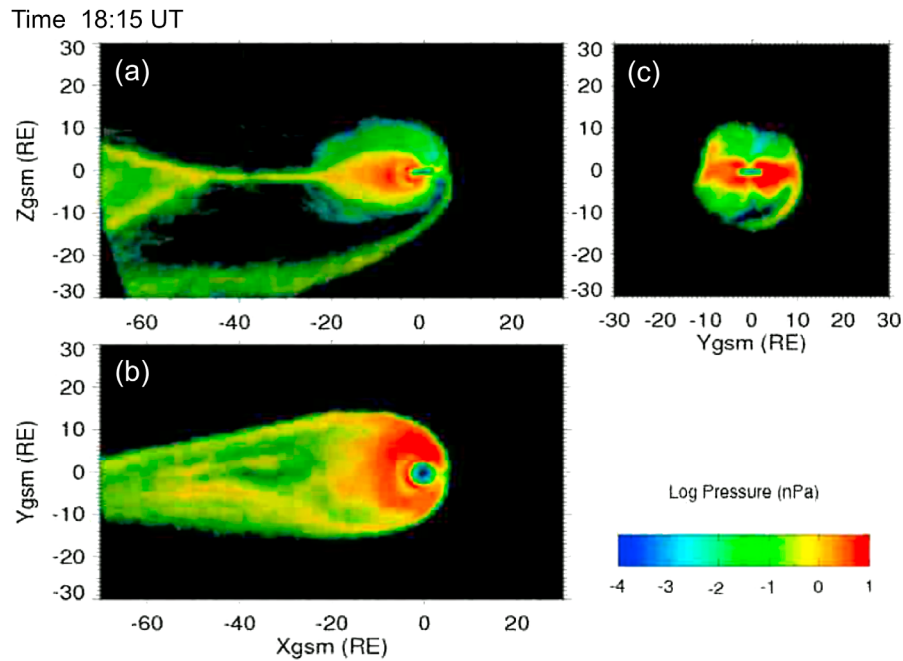 Time 18:15 UT
(a)
30
20
10
0
-10
-20
-30
Zgsm (RE)
-60 -40 -20 0 20
(c)
30
20
10
0
-10
-20
-30
-30 -20 -10 0 10 20 30
Ygsm (RE)
(b)
30
20
10
0
-10
-20
-30
Ygsm (RE)
-60 -40 -20 0 20
Xgsm (RE)
Log Pressure (nPa)
-4 -3 -2 -1 0 1